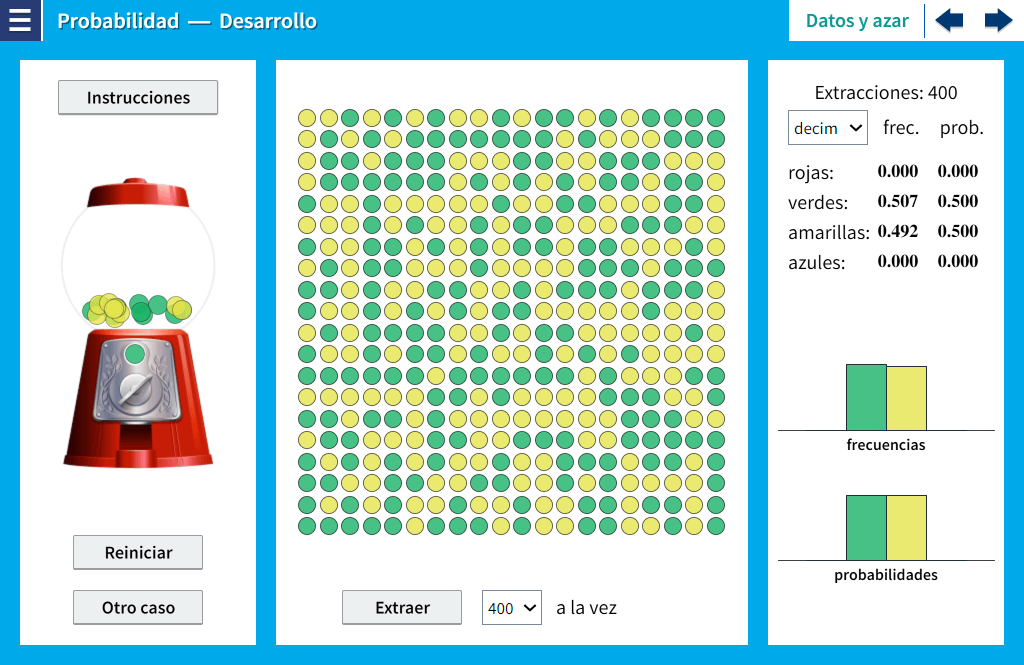 Probabilidad — Desarrollo
Datos y azar
Instrucciones
Reiniciar
Otro caso
Extraer 400 a la vez
Extracciones: 400
decim frec. prob.
rojas: 0.000 0.000
verdes: 0.507 0.500
amarillas: 0.492 0.500
azules: 0.000 0.000
frecuencias
probabilidades